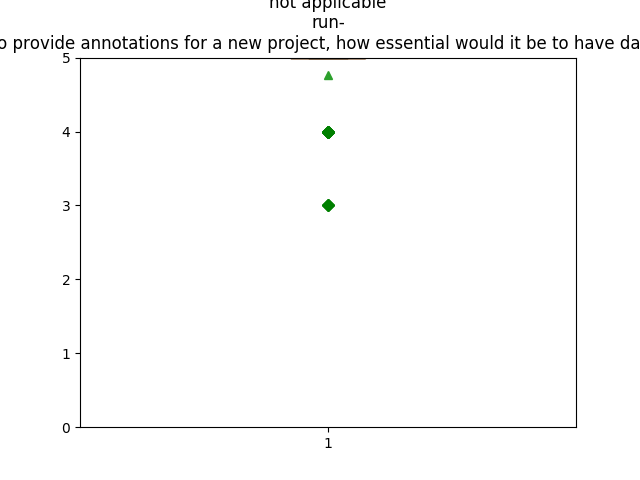 not applicable
run-
o provide annotations for a new project, how essential would it be to have da
5
4
3
2
1
0
1